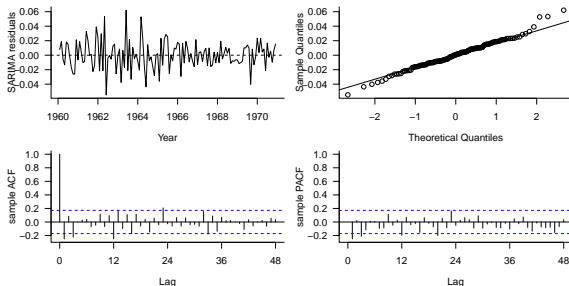 SARIMA residuals
0.06
0.04
0.02
0.00
−0.02
−0.04
1960 1962 1964 1966 1968 1970
Year
Sample Quantiles
0.06
0.04
0.02
0.00
−0.02
−0.04
−2 −1 0 1 2
Theoretical Quantiles
sample ACF
1.0
0.8
0.6
0.4
0.2
0.0
−0.2
0 12 24 36 48
Lag
sample PACF
1.0
0.8
0.6
0.4
0.2
0.0
−0.2
0 12 24 36 48
Lag